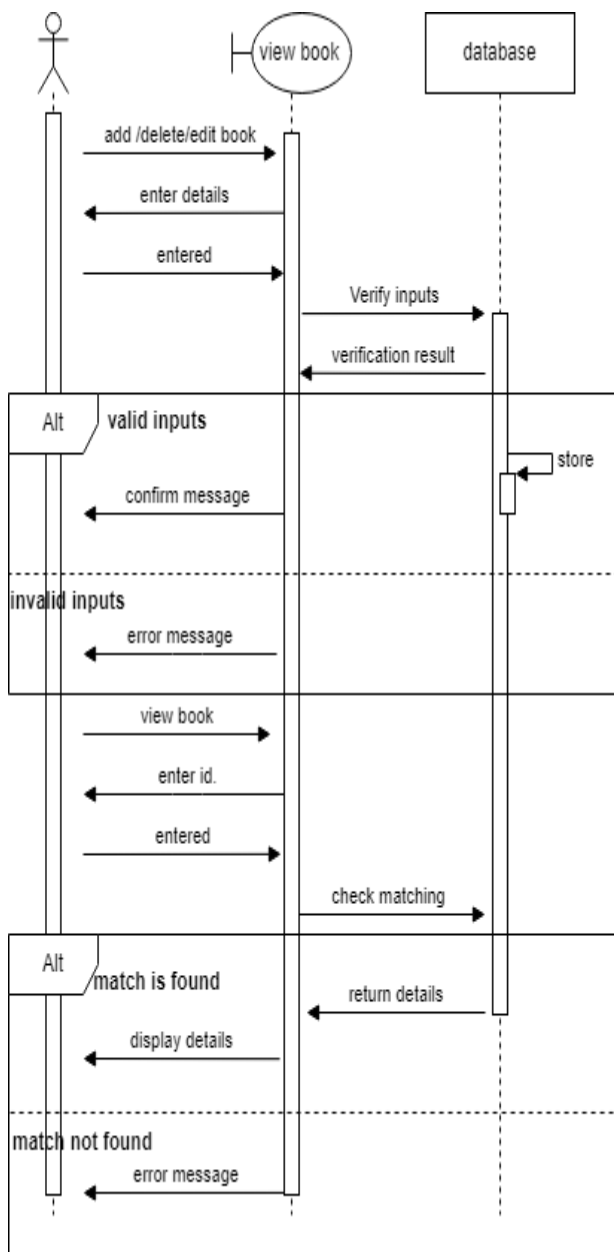 view book
database
add /delete/edit book
enter details
entered
Verify inputs
verification result
Alt
valid inputs
store
confirm message
invalid inputs
error message
view book
enter id.
entered
check matching
Alt
match is found
return details
display details
match not found
error message